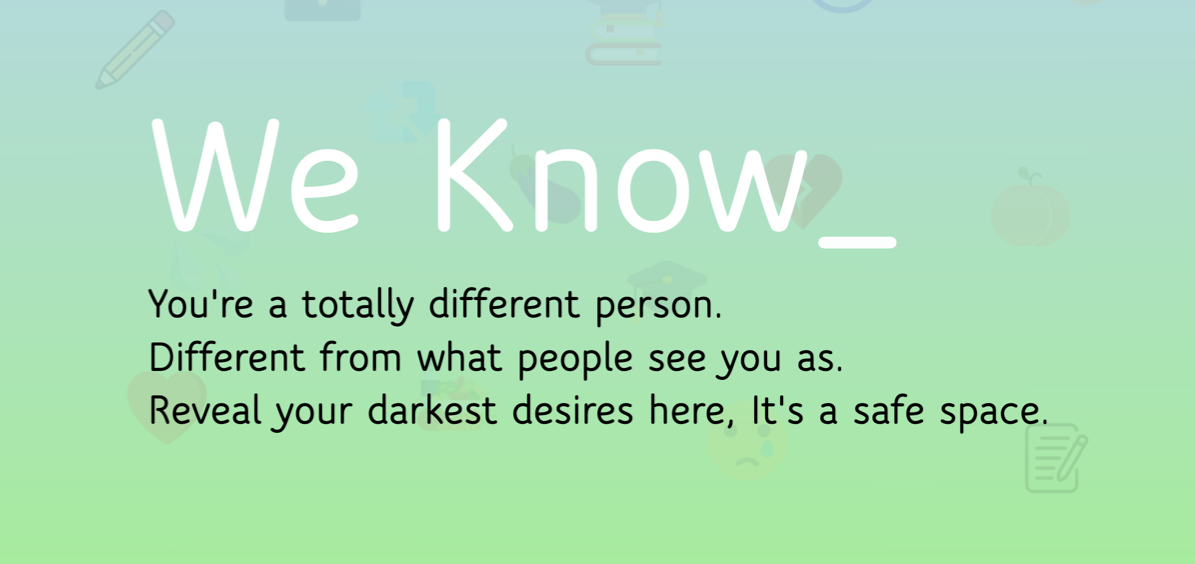 We Know_
You're a totally different person.
Different from what people see you as.
Reveal your darkest desires here, It's a safe space.